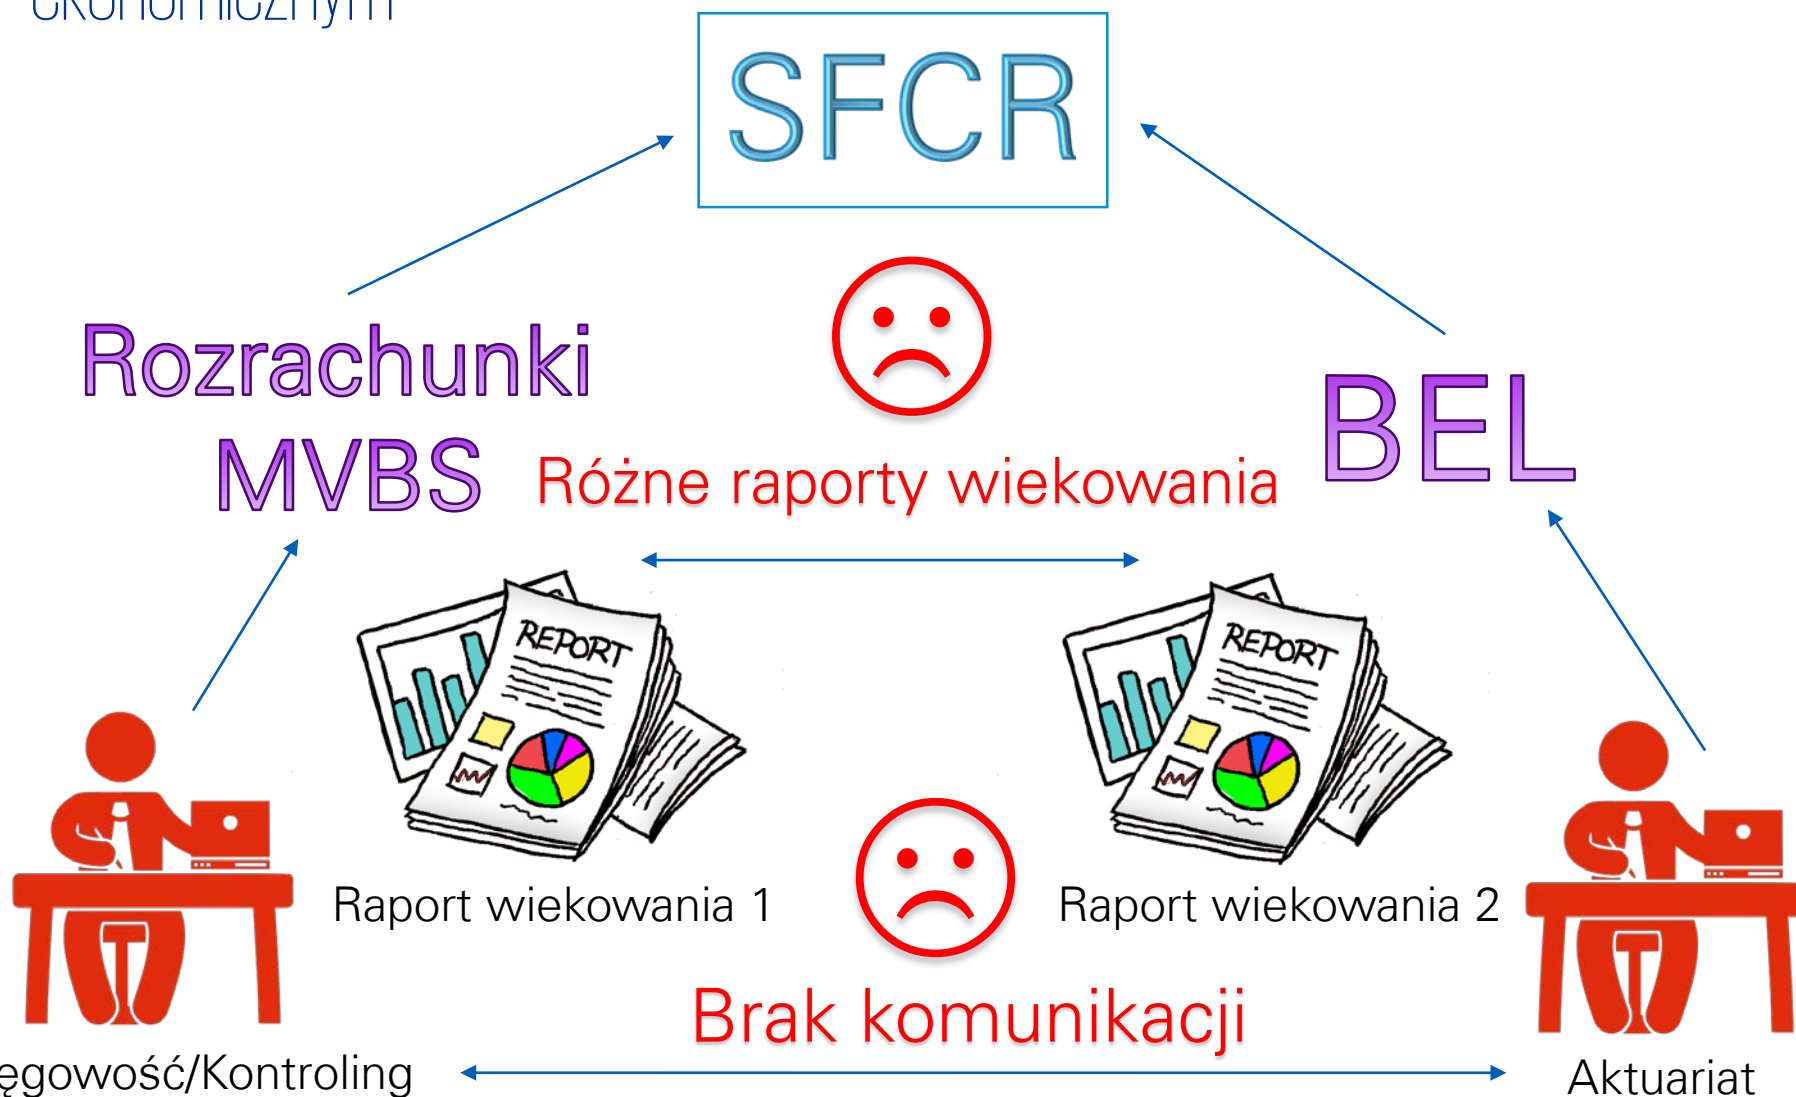 ekonomicznym
SFCR
Rozrachunki
MVBS
BEL
Różne raporty wiekowania
REPORT
REPORT
Raport wiekowania 1
Raport wiekowania 2
Brak komunikacji
ęgowość/Kontroling
Aktuariat